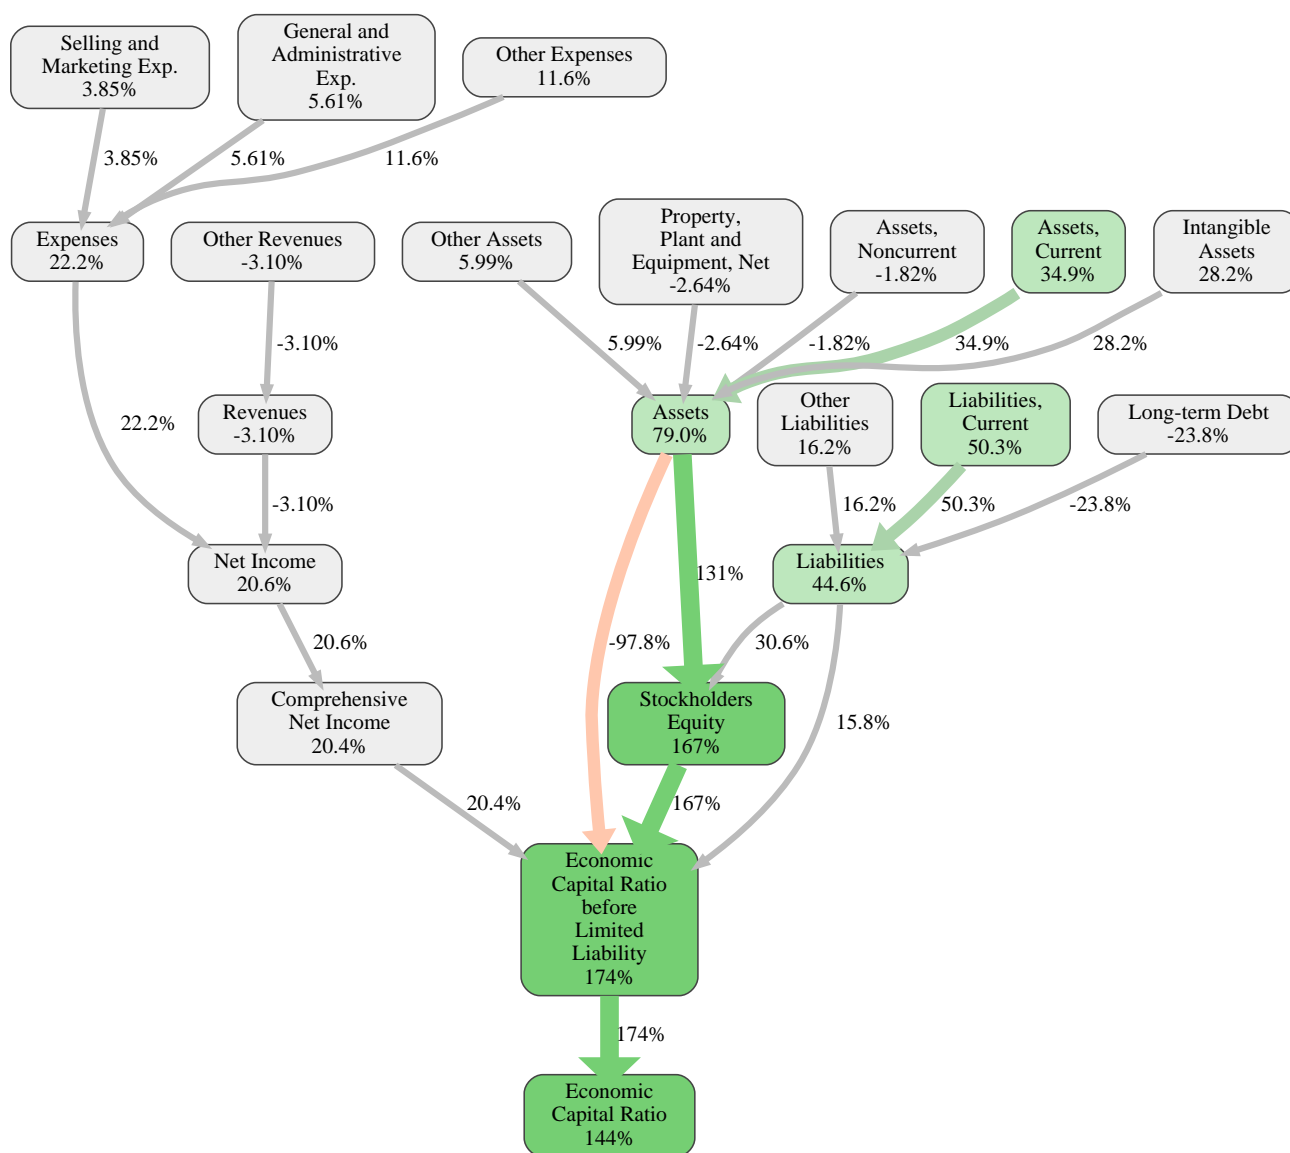 Selling and
Marketing Exp.
3.85%
General and
Administrative
Exp.
5.61%
Other Expenses
11.6%
3.85%
5.61%
11.6%
Expenses
22.2%
Other Revenues
-3.10%
Other Assets
5.99%
Property,
Plant and
Equipment, Net
-2.64%
Assets,
Noncurrent
-1.82%
Assets,
Current
34.9%
Intangible
Assets
28.2%
-3.10%
5.99%
-2.64%
-1.82%
34.9%
28.2%
22.2%
Revenues
-3.10%
Assets
79.0%
Other
Liabilities
16.2%
Liabilities,
Current
50.3%
Long-term Debt
-23.8%
-3.10%
16.2%
50.3%
-23.8%
Net Income
20.6%
131%
Liabilities
44.6%
20.6%
-97.8%
30.6%
Comprehensive
Net Income
20.4%
Stockholders
Equity
167%
15.8%
20.4%
167%
Economic
Capital Ratio
before
Limited
Liability
174%
174%
Economic
Capital Ratio
144%